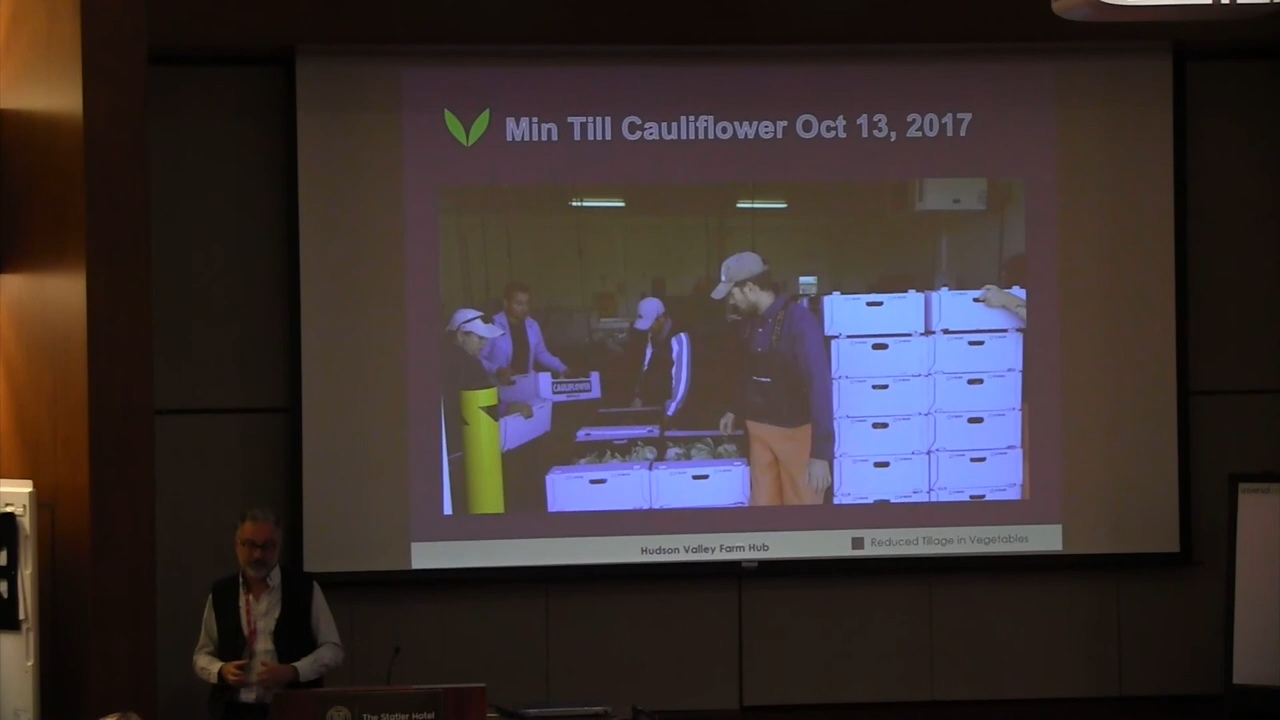 Min Till Cauliflower Oct 13, 2017
CAULIFLOWER
Hudson Valley Farm Hub
Reduced Tillage in Vegetables
The Statler Hotel